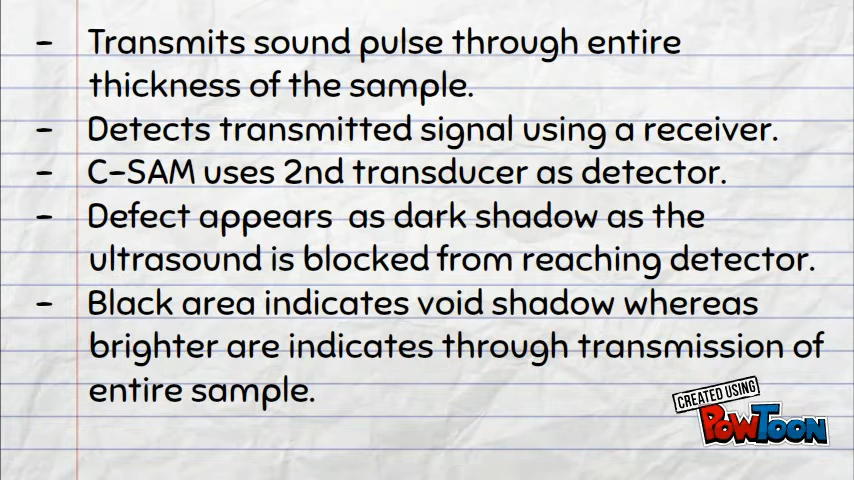 - Transmits sound pulse through entire
thickness of the sample.
- Detects transmitted signal using a receiver.
- C-SAM uses 2nd transducer as detector.
- Defect appears as dark shadow as the
ultrasound is blocked from reaching detector.
- Black area indicates void shadow whereas
brighter are indicates through transmission of
entire sample.
CREATED USING
POWTOON